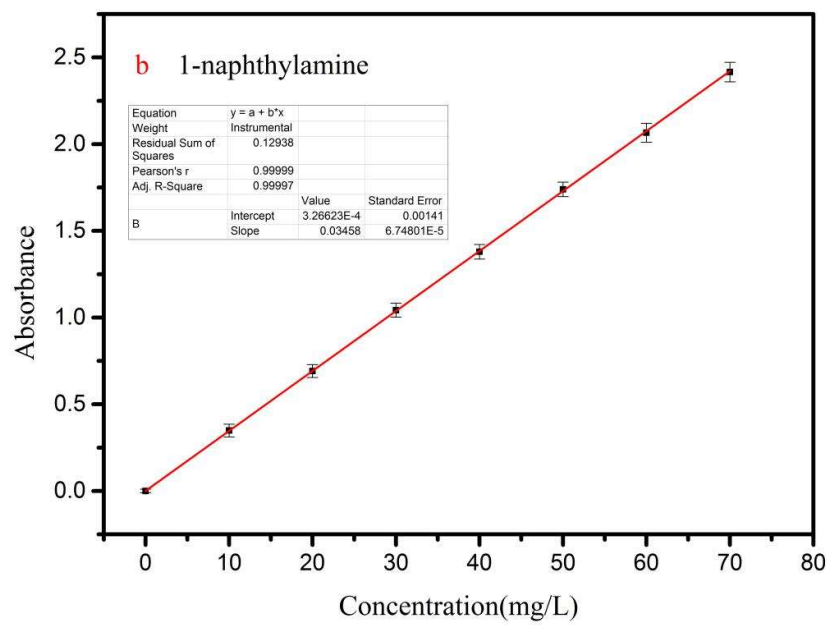 b 1-naphthylamine
Equation y = a + b*x
Weight Instrumental
Residual Sum of Squares 0.12938
Pearson's r 0.99999
Adj. R-Square 0.99997
Value Standard Error
B Intercept 3.26623E-4 0.00141
Slope 0.03458 6.74801E-5
Absorbance
2.5
2.0
1.5
1.0
0.5
0.0
0 10 20 30 40 50 60 70 80
Concentration(mg/L)